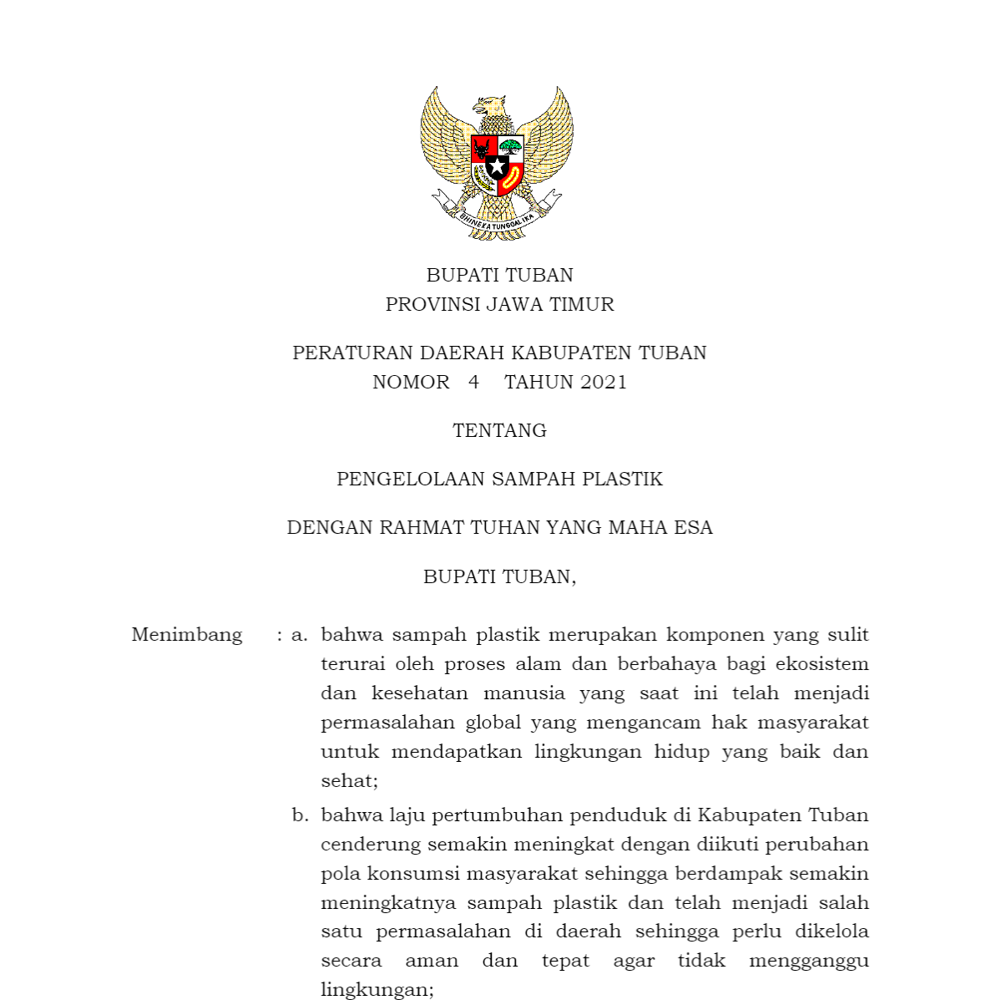 BHINEKA TUNGGAL IKA
BUPATI TUBAN
PROVINSI JAWA TIMUR
PERATURAN DAERAH KABUPATEN TUBAN
NOMOR 4 TAHUN 2021
TENTANG
PENGELOLAAN SAMPAH PLASTIK
DENGAN RAHMAT TUHAN YANG MAHA ESA
BUPATI TUBAN,
Menimbang : a. bahwa sampah plastik merupakan komponen yang sulit
terurai oleh proses alam dan berbahaya bagi ekosistem
dan kesehatan manusia yang saat ini telah menjadi
permasalahan global yang mengancam hak masyarakat
untuk mendapatkan lingkungan hidup yang baik dan
sehat;
b. bahwa laju pertumbuhan penduduk di Kabupaten Tuban
cenderung semakin meningkat dengan diikuti perubahan
pola konsumsi masyarakat sehingga berdampak semakin
meningkatnya sampah plastik dan telah menjadi salah
satu permasalahan di daerah sehingga perlu dikelola
secara aman dan tepat agar tidak mengganggu
lingkungan;